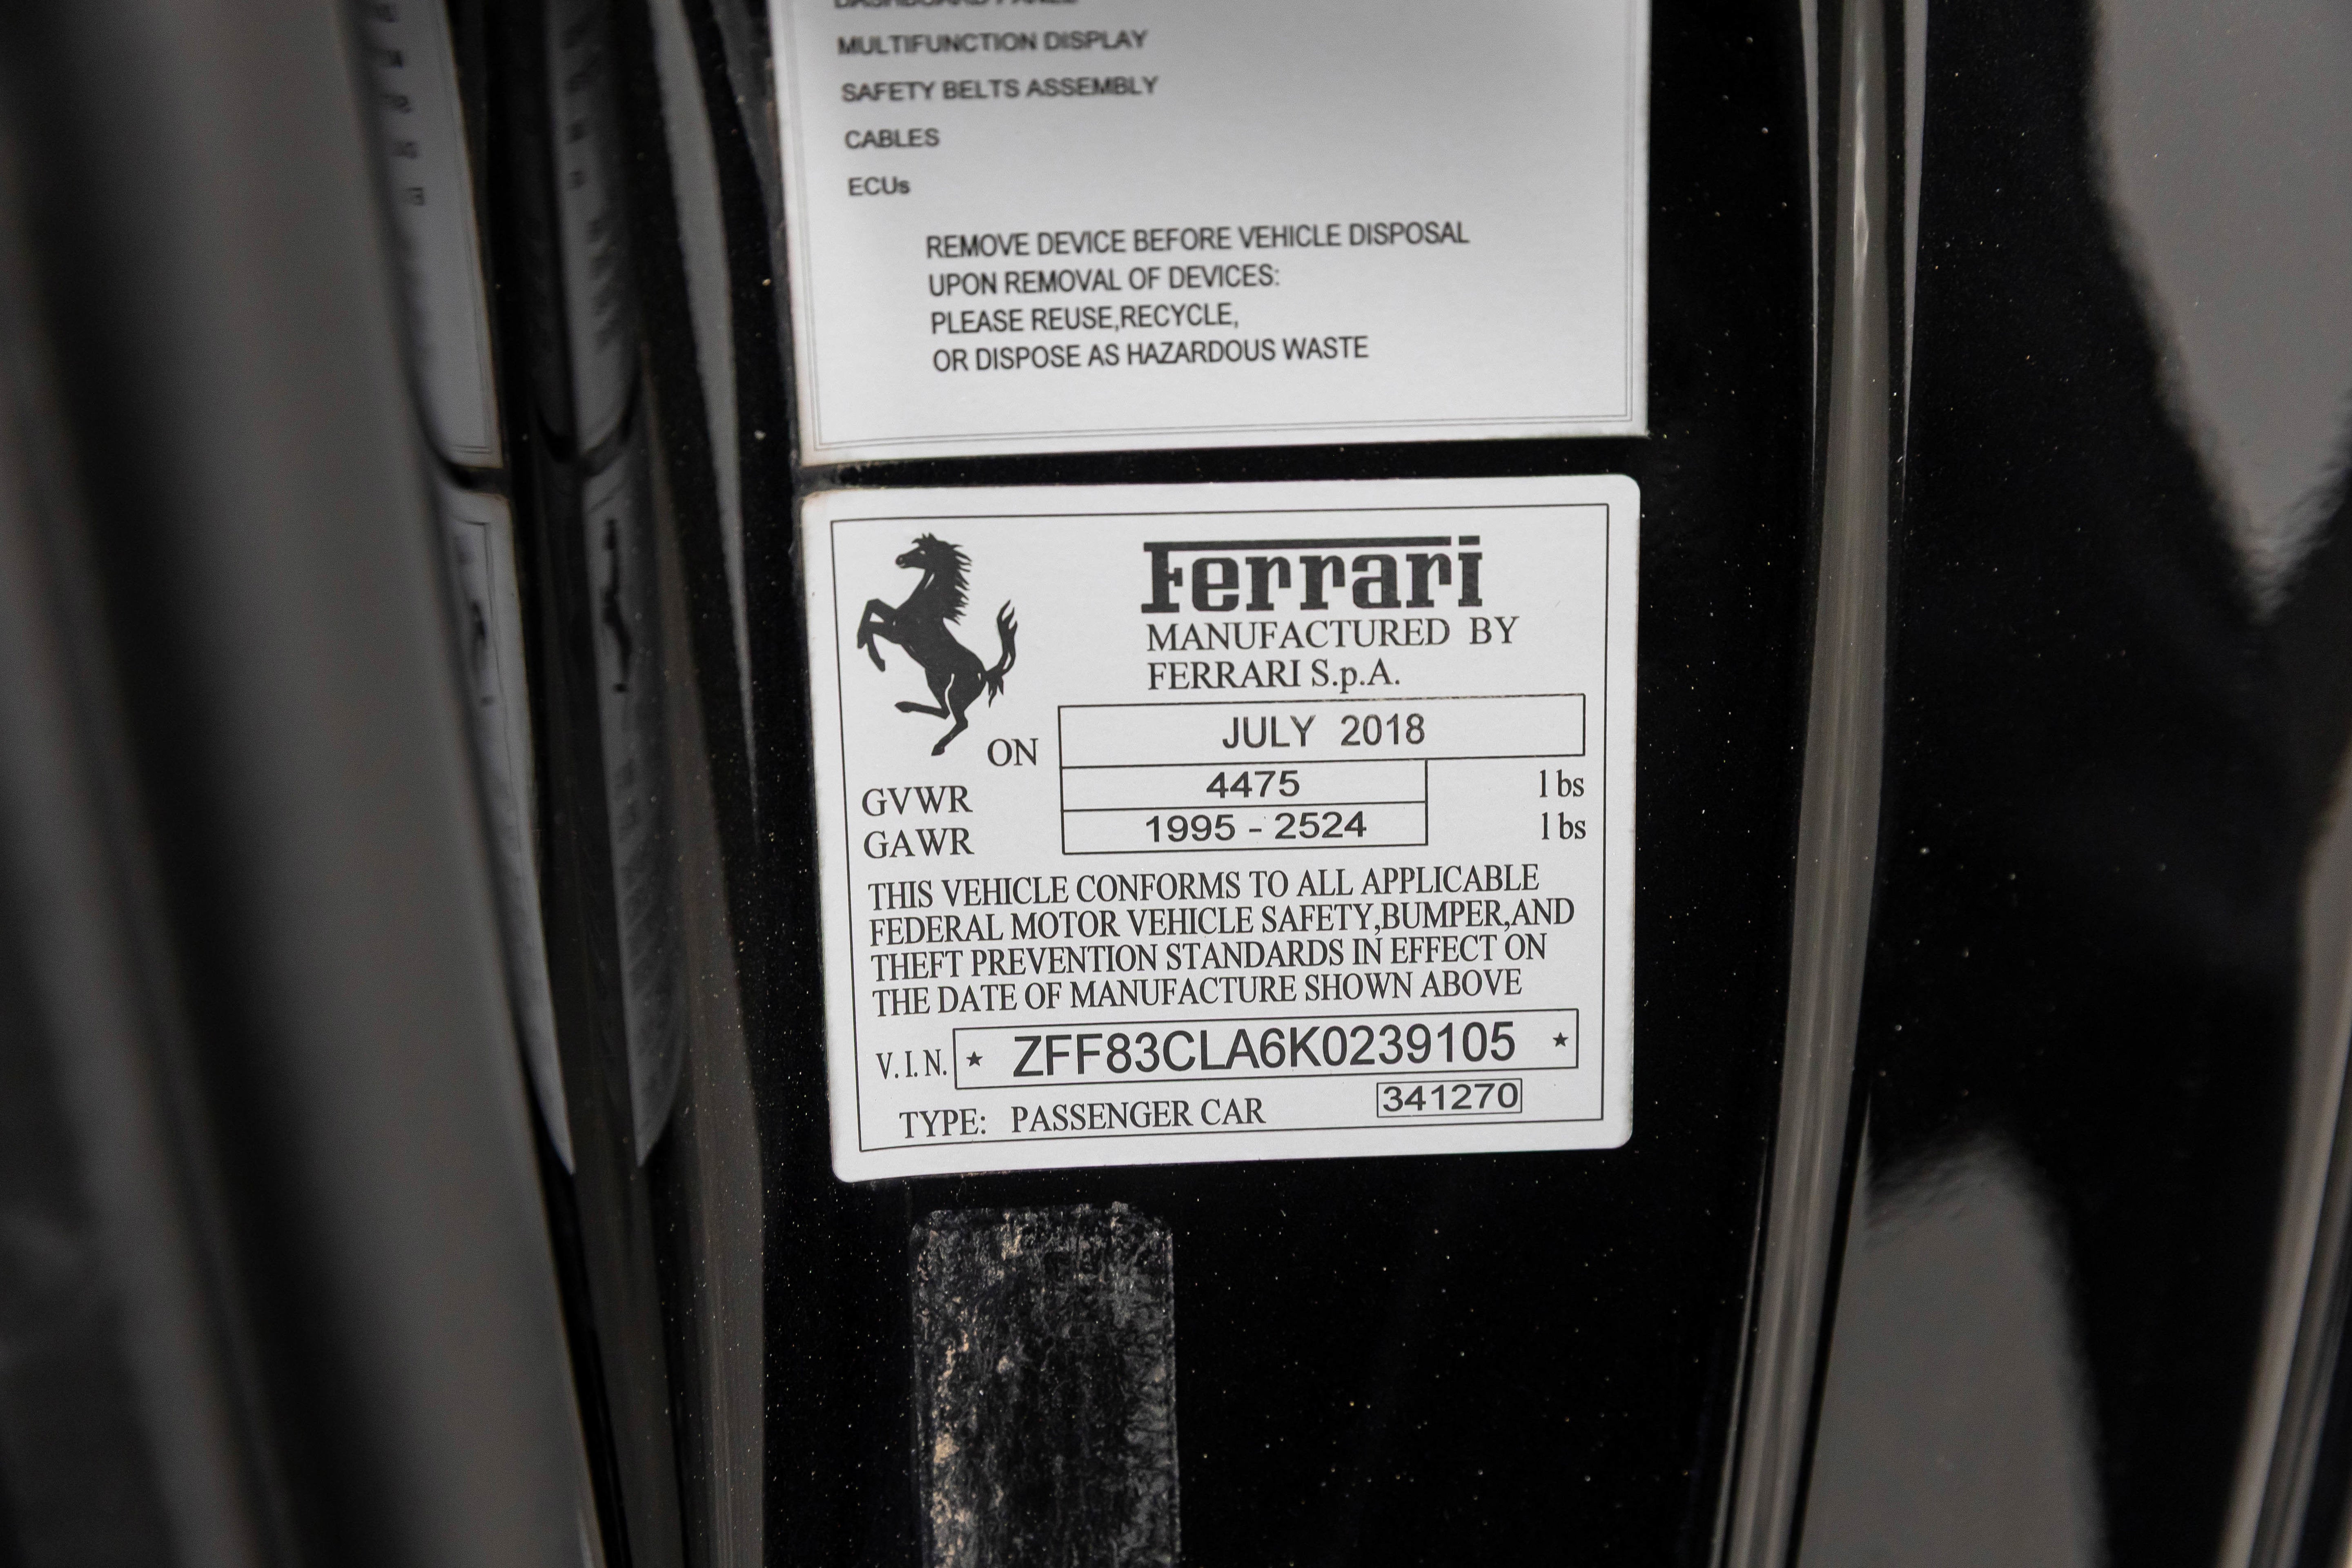 DASHBOARD PANEL
MULTIFUNCTION DISPLAY
SAFETY BELTS ASSEMBLY
CABLES
ECUs
REMOVE DEVICE BEFORE VEHICLE DISPOSAL
UPON REMOVAL OF DEVICES:
PLEASE REUSE,RECYCLE,
OR DISPOSE AS HAZARDOUS WASTE
Ferrari
MANUFACTURED BY
FERRARI S.p.A.
ON JULY 2018
GVWR 4475 lbs
GAWR 1995 - 2524 lbs
THIS VEHICLE CONFORMS TO ALL APPLICABLE
FEDERAL MOTOR VEHICLE SAFETY,BUMPER,AND
THEFT PREVENTION STANDARDS IN EFFECT ON
THE DATE OF MANUFACTURE SHOWN ABOVE
V.I.N. ★ ZFF83CLA6K0239105 ★
TYPE: PASSENGER CAR 341270